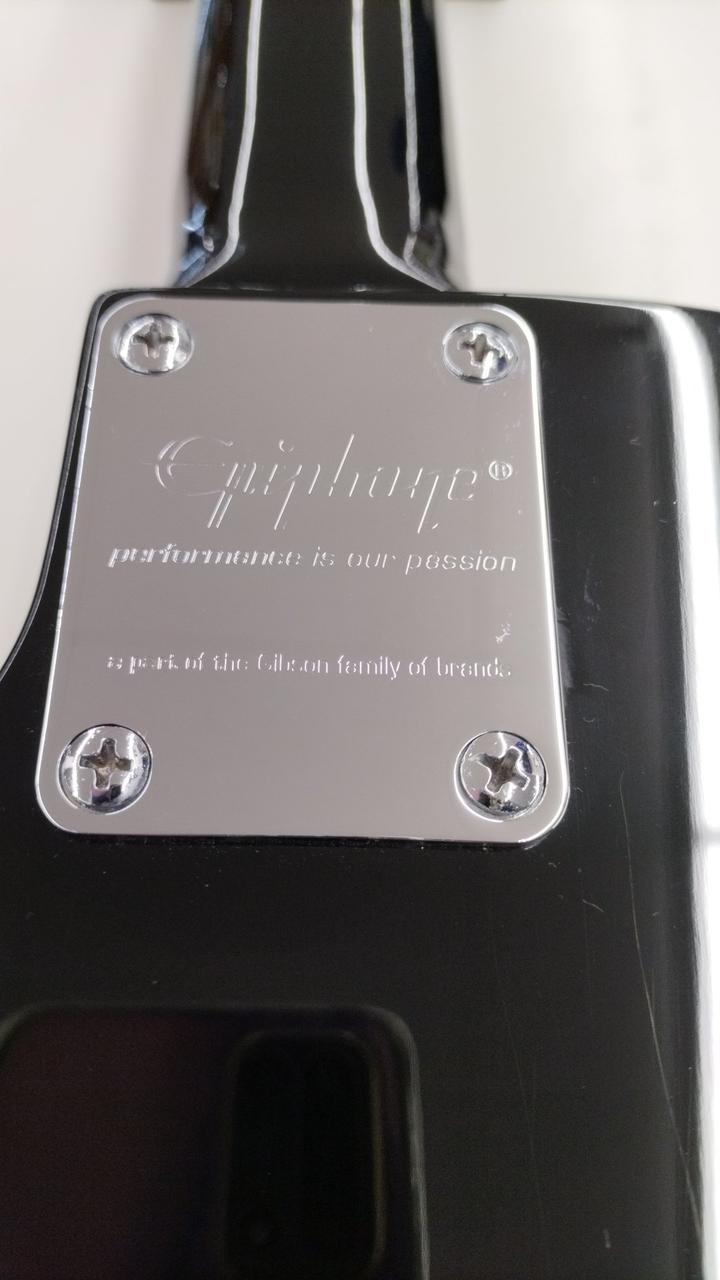 Epiphone®
performance is our passion
a part of the Gibson family of brands